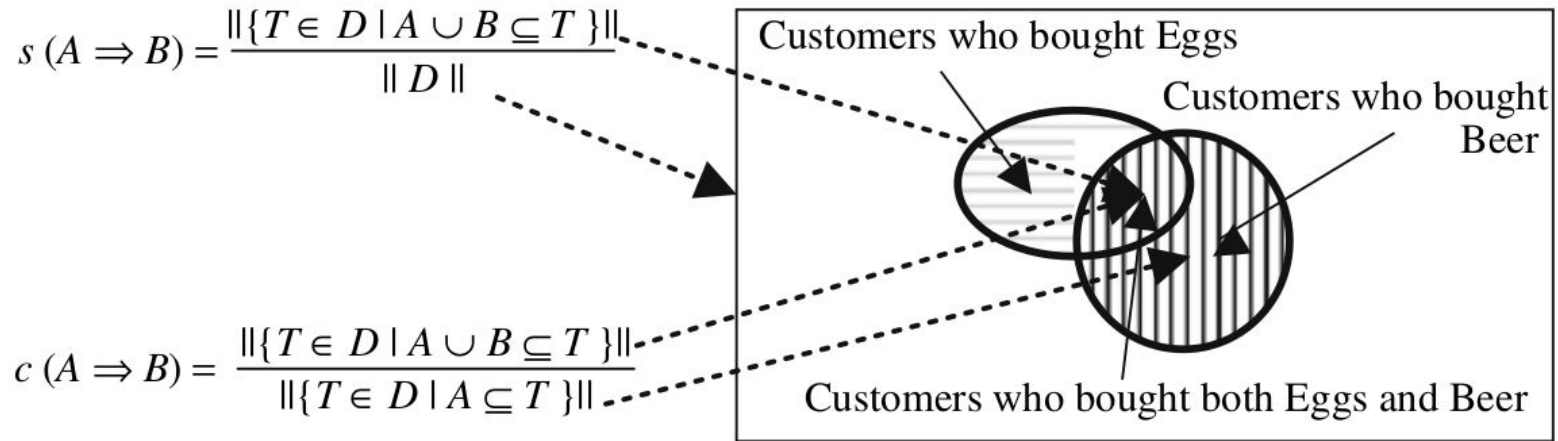 s (A ⇒ B) = ‖{T ∈ D | A ∪ B ⊆ T }‖ / ‖ D ‖
Customers who bought Eggs
Customers who bought
Beer
c (A ⇒ B) = ‖{T ∈ D | A ∪ B ⊆ T }‖ / ‖{T ∈ D | A ⊆ T }‖
Customers who bought both Eggs and Beer